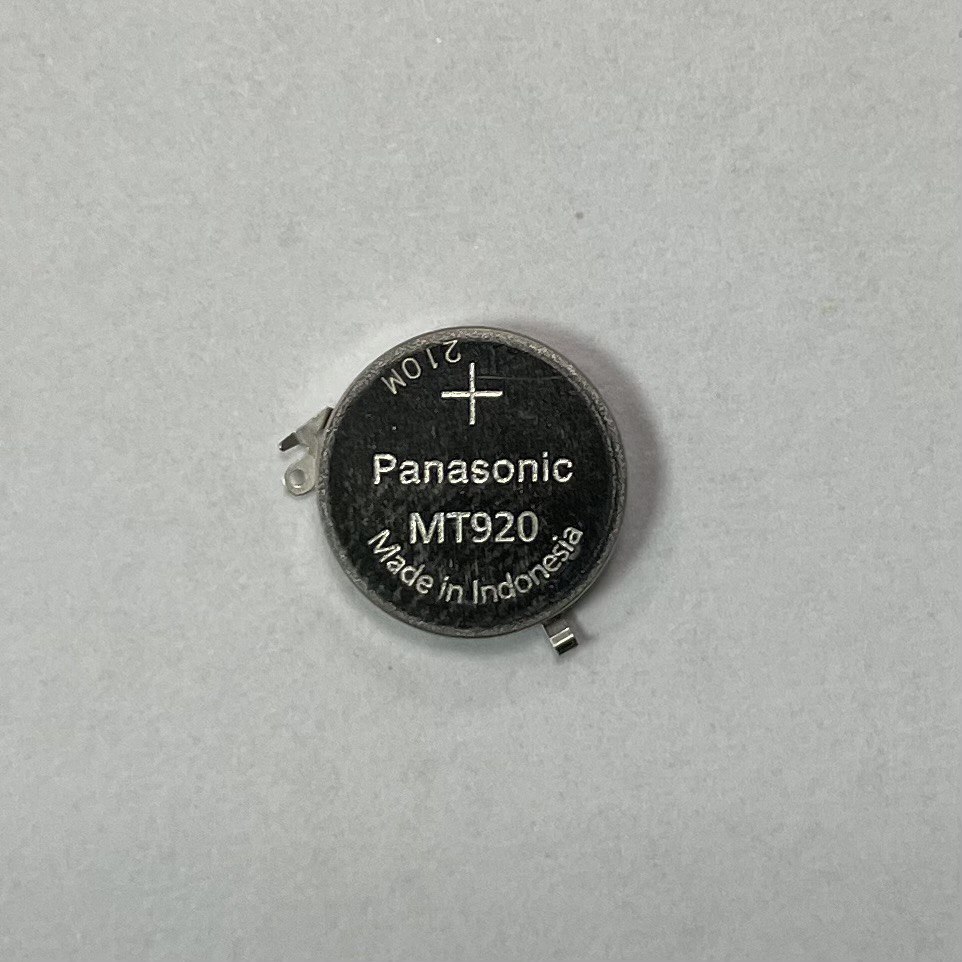 210M
+
Panasonic
MT920
Made in Indonesia